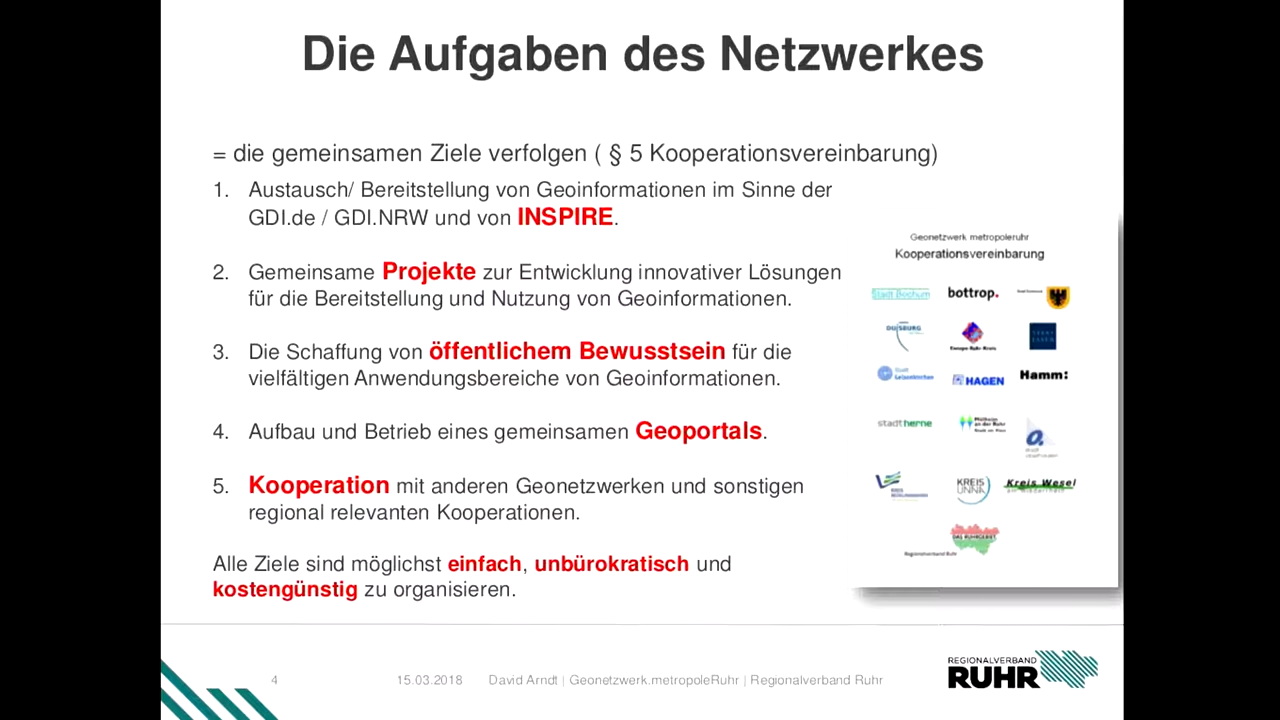 Die Aufgaben des Netzwerkes
= die gemeinsamen Ziele verfolgen ( § 5 Kooperationsvereinbarung)
1. Austausch/ Bereitstellung von Geoinformationen im Sinne der
GDI.de / GDI.NRW und von INSPIRE.
2. Gemeinsame Projekte zur Entwicklung innovativer Lösungen
für die Bereitstellung und Nutzung von Geoinformationen.
3. Die Schaffung von öffentlichem Bewusstsein für die
vielfältigen Anwendungsbereiche von Geoinformationen.
4. Aufbau und Betrieb eines gemeinsamen Geoportals.
5. Kooperation mit anderen Geonetzwerken und sonstigen
regional relevanten Kooperationen.
Alle Ziele sind möglichst einfach, unbürokratisch und
kostengünstig zu organisieren.
Geonetzwerk metropoleruhr
Kooperationsvereinbarung
Stadt Bochum
bottrop.
DUISBURG
Ennepe-Ruhr-Kreis
Stadt
Gelsenkirchen
HAGEN
Hamm:
stadtherne
Mülheim
an der Ruhr
Stadt am Fluss
KREIS
UNNA
Kreis Wesel
DAS RUHRGEBIET
Regionalverband Ruhr
4
15.03.2018
David Arndt | Geonetzwerk.metropoleRuhr | Regionalverband Ruhr
REGIONALVERBAND
RUHR